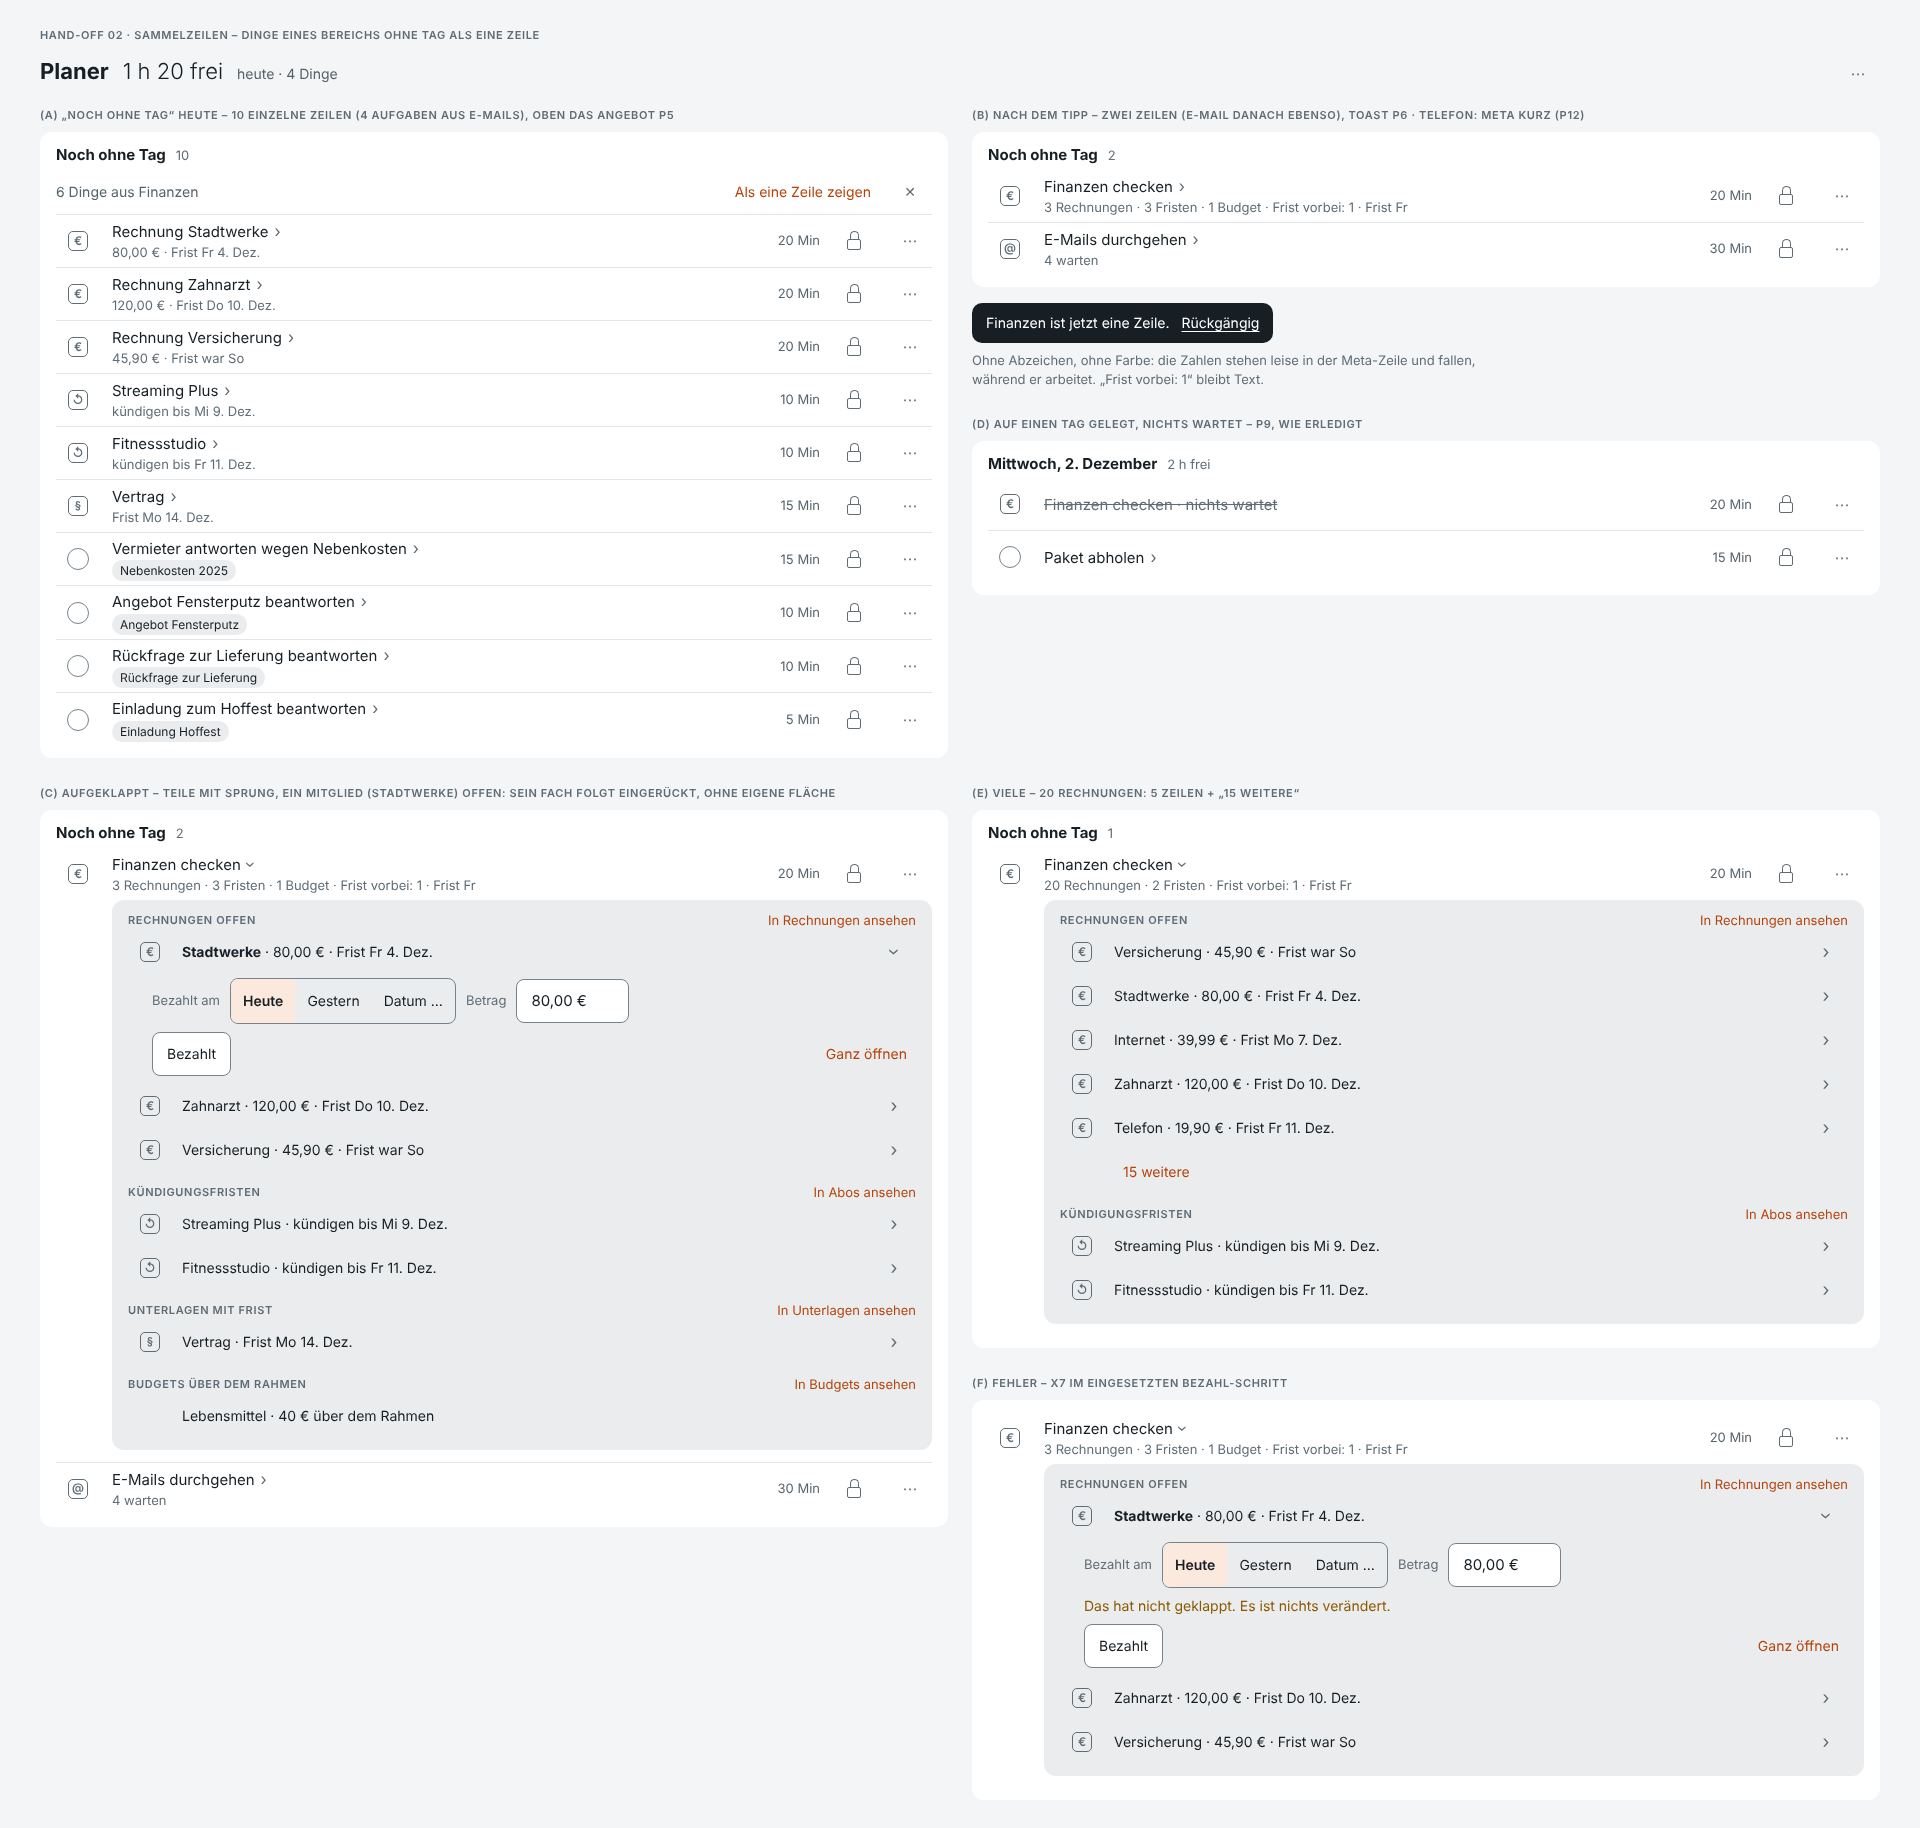 HAND-OFF 02 · SAMMELZEILEN – DINGE EINES BEREICHS OHNE TAG ALS EINE ZEILE
Planer 1 h 20 frei heute · 4 Dinge ···
(A) „NOCH OHNE TAG“ HEUTE – 10 EINZELNE ZEILEN (4 AUFGABEN AUS E-MAILS), OBEN DAS ANGEBOT P5
Noch ohne Tag 10
6 Dinge aus Finanzen Als eine Zeile zeigen ×
€ Rechnung Stadtwerke › 20 Min ···
80,00 € · Frist Fr 4. Dez.
€ Rechnung Zahnarzt › 20 Min ···
120,00 € · Frist Do 10. Dez.
€ Rechnung Versicherung › 20 Min ···
45,90 € · Frist war So
Streaming Plus › 10 Min ···
kündigen bis Mi 9. Dez.
Fitnessstudio › 10 Min ···
kündigen bis Fr 11. Dez.
§ Vertrag › 15 Min ···
Frist Mo 14. Dez.
Vermieter antworten wegen Nebenkosten › 15 Min ···
Nebenkosten 2025
Angebot Fensterputz beantworten › 10 Min ···
Angebot Fensterputz
Rückfrage zur Lieferung beantworten › 10 Min ···
Rückfrage zur Lieferung
Einladung zum Hoffest beantworten › 5 Min ···
Einladung Hoffest
(B) NACH DEM TIPP – ZWEI ZEILEN (E-MAIL DANACH EBENSO), TOAST P6 · TELEFON: META KURZ (P12)
Noch ohne Tag 2
€ Finanzen checken › 20 Min ···
3 Rechnungen · 3 Fristen · 1 Budget · Frist vorbei: 1 · Frist Fr
@ E-Mails durchgehen › 30 Min ···
4 warten
Finanzen ist jetzt eine Zeile. Rückgängig
Ohne Abzeichen, ohne Farbe: die Zahlen stehen leise in der Meta-Zeile und fallen,
während er arbeitet. „Frist vorbei: 1“ bleibt Text.
(D) AUF EINEN TAG GELEGT, NICHTS WARTET – P9, WIE ERLEDIGT
Mittwoch, 2. Dezember 2 h frei
€ Finanzen checken · nichts wartet 20 Min ···
Paket abholen › 15 Min ···
(C) AUFGEKLAPPT – TEILE MIT SPRUNG, EIN MITGLIED (STADTWERKE) OFFEN: SEIN FACH FOLGT EINGERÜCKT, OHNE EIGENE FLÄCHE
Noch ohne Tag 2
€ Finanzen checken 20 Min ···
3 Rechnungen · 3 Fristen · 1 Budget · Frist vorbei: 1 · Frist Fr
RECHNUNGEN OFFEN In Rechnungen ansehen
€ Stadtwerke · 80,00 € · Frist Fr 4. Dez.
Bezahlt am Heute Gestern Datum ... Betrag 80,00 €
Bezahlt Ganz öffnen
€ Zahnarzt · 120,00 € · Frist Do 10. Dez. ›
€ Versicherung · 45,90 € · Frist war So ›
KÜNDIGUNGSFRISTEN In Abos ansehen
Streaming Plus · kündigen bis Mi 9. Dez. ›
Fitnessstudio · kündigen bis Fr 11. Dez. ›
UNTERLAGEN MIT FRIST In Unterlagen ansehen
§ Vertrag · Frist Mo 14. Dez. ›
BUDGETS ÜBER DEM RAHMEN In Budgets ansehen
Lebensmittel · 40 € über dem Rahmen
@ E-Mails durchgehen › 30 Min ···
4 warten
(E) VIELE – 20 RECHNUNGEN: 5 ZEILEN + „15 WEITERE“
Noch ohne Tag 1
€ Finanzen checken 20 Min ···
20 Rechnungen · 2 Fristen · Frist vorbei: 1 · Frist Fr
RECHNUNGEN OFFEN In Rechnungen ansehen
€ Versicherung · 45,90 € · Frist war So ›
€ Stadtwerke · 80,00 € · Frist Fr 4. Dez. ›
€ Internet · 39,99 € · Frist Mo 7. Dez. ›
€ Zahnarzt · 120,00 € · Frist Do 10. Dez. ›
€ Telefon · 19,90 € · Frist Fr 11. Dez. ›
15 weitere
KÜNDIGUNGSFRISTEN In Abos ansehen
Streaming Plus · kündigen bis Mi 9. Dez. ›
Fitnessstudio · kündigen bis Fr 11. Dez. ›
(F) FEHLER – X7 IM EINGESETZTEN BEZAHL-SCHRITT
€ Finanzen checken 20 Min ···
3 Rechnungen · 3 Fristen · 1 Budget · Frist vorbei: 1 · Frist Fr
RECHNUNGEN OFFEN In Rechnungen ansehen
€ Stadtwerke · 80,00 € · Frist Fr 4. Dez.
Bezahlt am Heute Gestern Datum ... Betrag 80,00 €
Das hat nicht geklappt. Es ist nichts verändert.
Bezahlt Ganz öffnen
€ Zahnarzt · 120,00 € · Frist Do 10. Dez. ›
€ Versicherung · 45,90 € · Frist war So ›